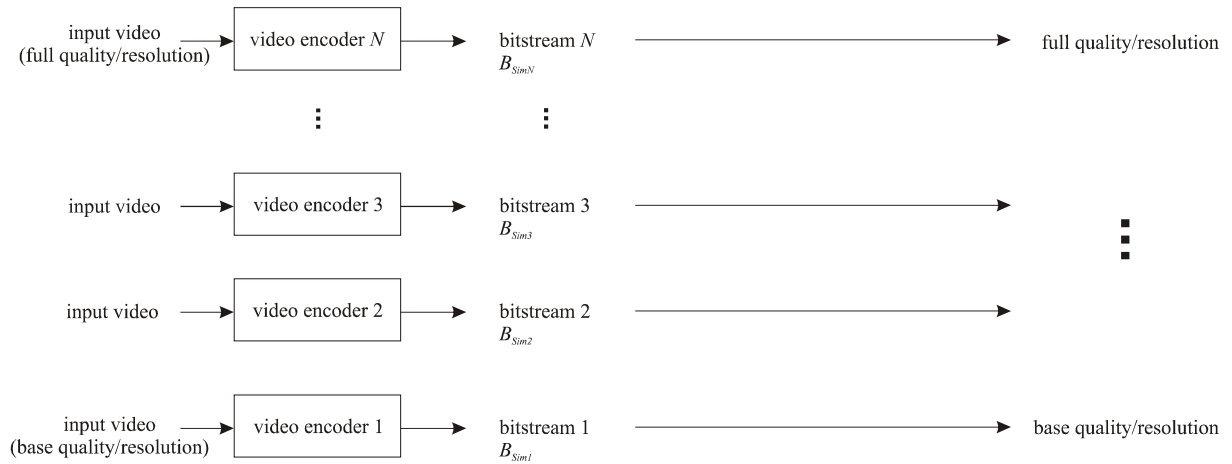 input video
(full quality/resolution)
video encoder N
bitstream N
B_SimN
full quality/resolution
input video
video encoder 3
bitstream 3
B_Sim3
input video
video encoder 2
bitstream 2
B_Sim2
input video
(base quality/resolution)
video encoder 1
bitstream 1
B_Sim1
base quality/resolution